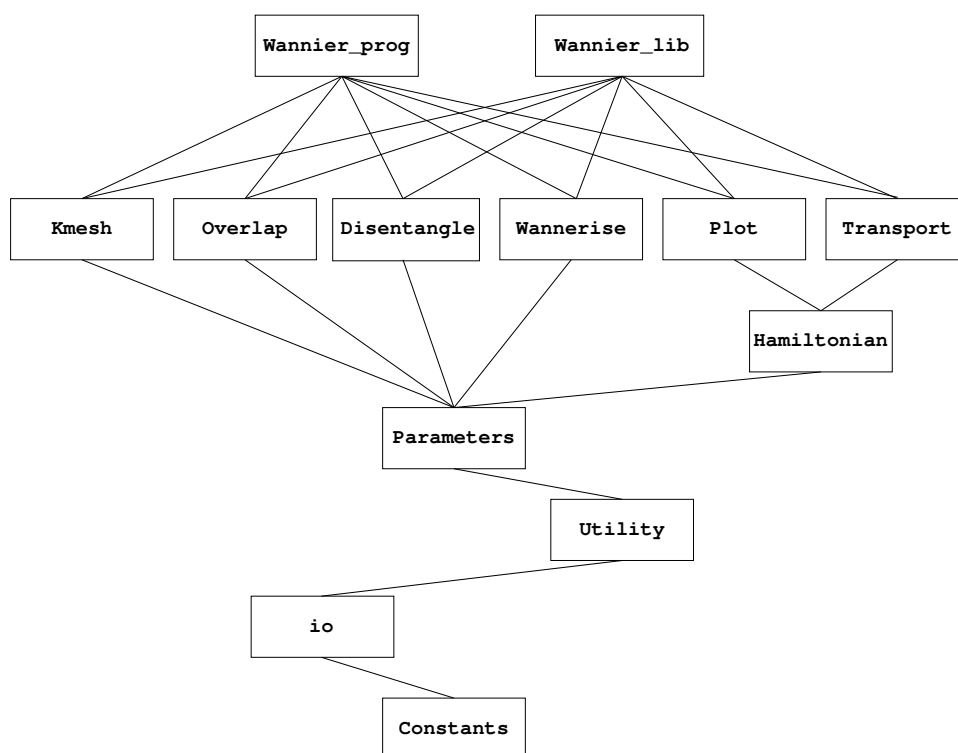 Wannier_prog
Wannier_lib
Kmesh
Overlap
Disentangle
Wannerise
Plot
Transport
Hamiltonian
Parameters
Utility
io
Constants